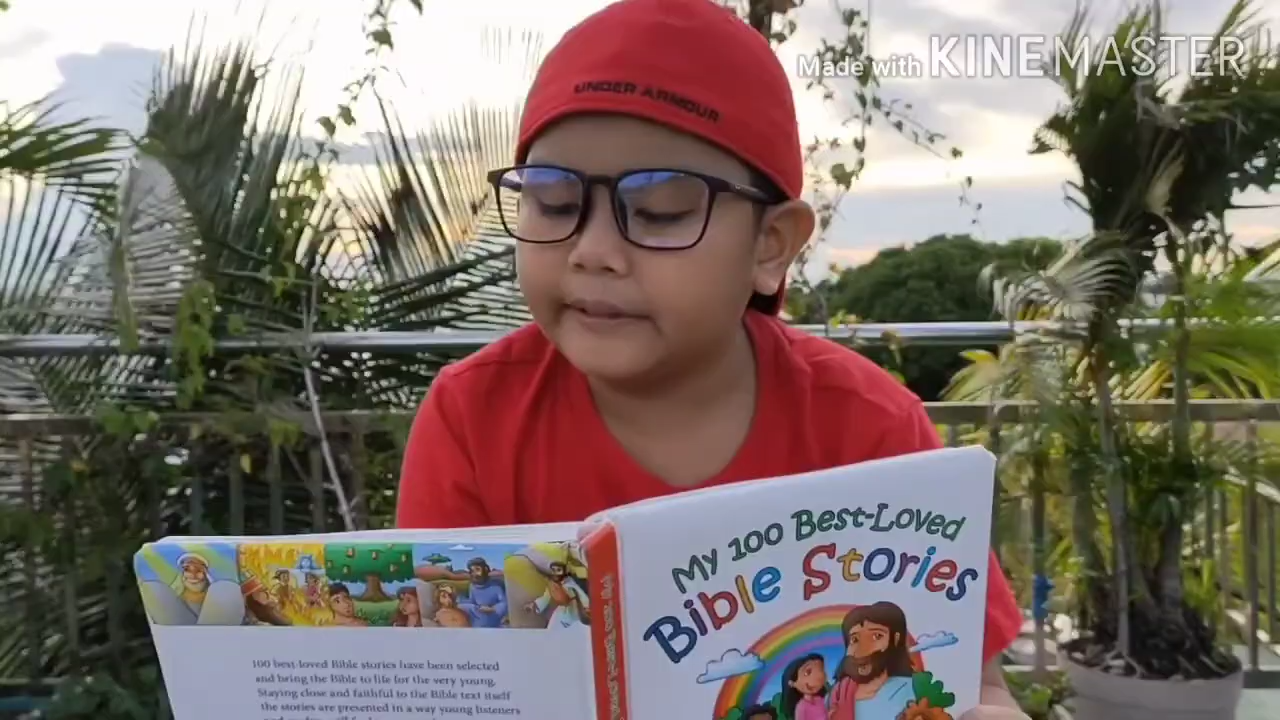 Made with KINEMASTER
UNDER ARMOUR
My 100 Best-Loved
Bible Stories
100 best-loved Bible stories have been selected
and bring the Bible to life for the very young.
Staying close and faithful to the Bible text itself
the stories are presented in a way young listeners